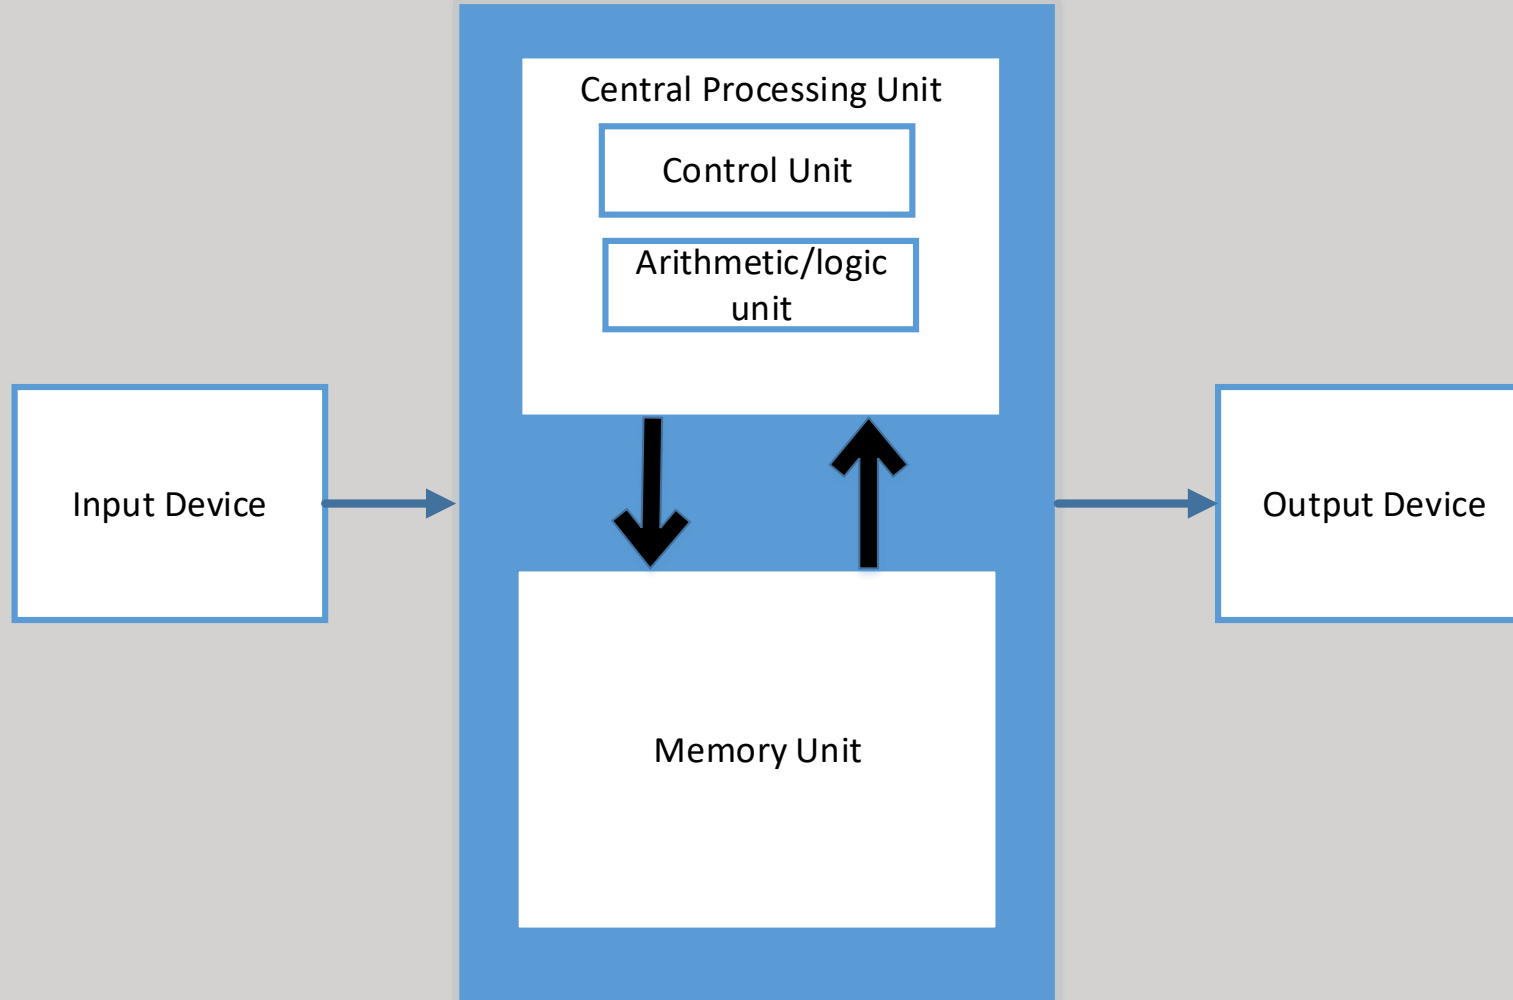 Central Processing Unit
Control Unit
Arithmetic/logic
unit
Input Device
Output Device
Memory Unit